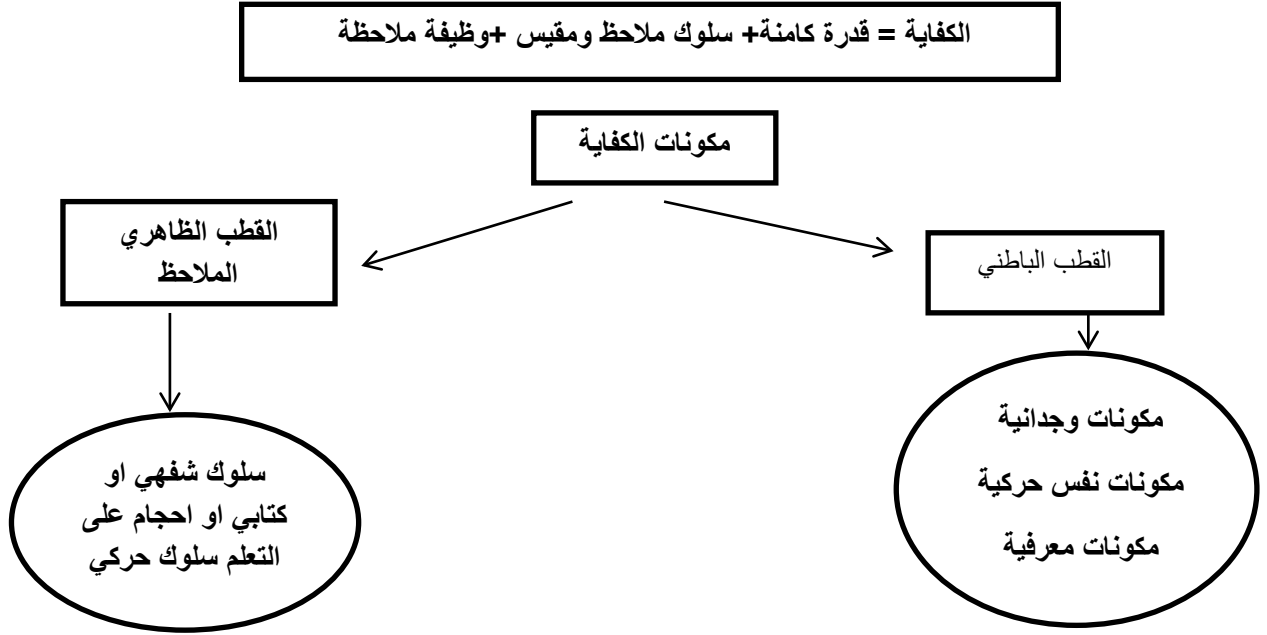 الكفاية = قدرة كامنة+ سلوك ملاحظ ومقيس +وظيفة ملاحظة
مكونات الكفاية
القطب الباطني
القطب الظاهري
الملاحظ
مكونات وجدانية
مكونات نفس حركية
مكونات معرفية
سلوك شفهي او
كتابي او احجام على
التعلم سلوك حركي